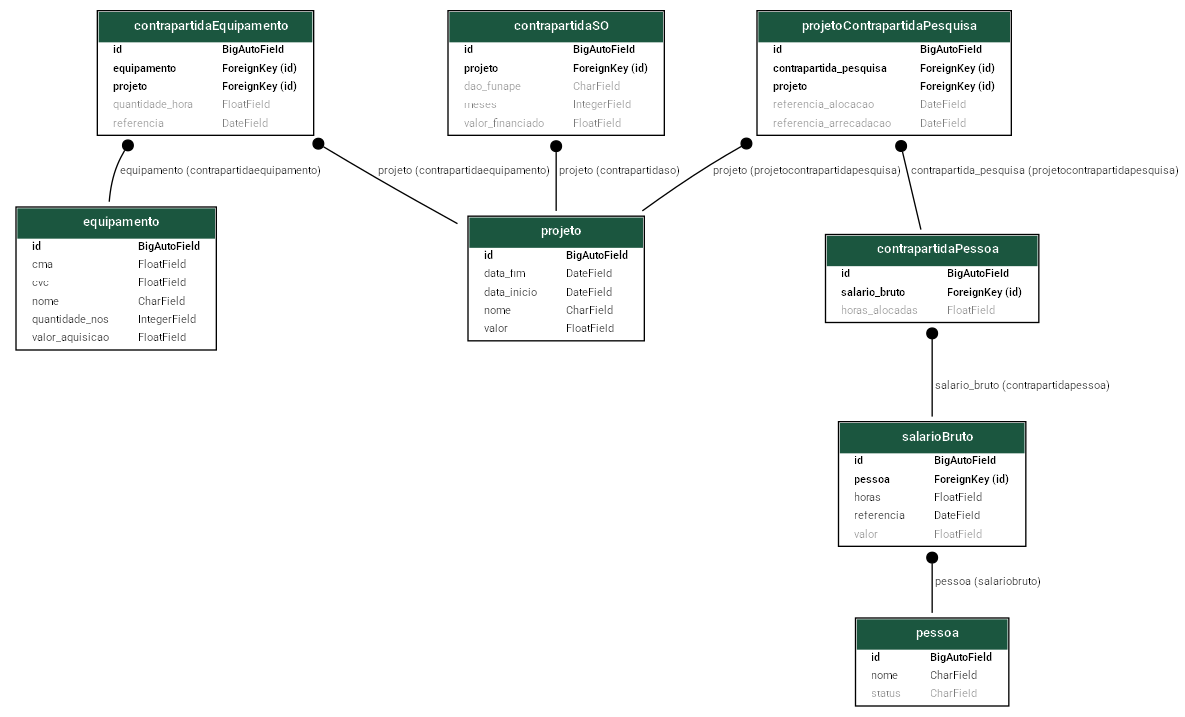 contrapartidaEquipamento
id BigAutoField
equipamento ForeignKey (id)
projeto ForeignKey (id)
quantidade_hora FloatField
referencia DateField
contrapartidaSO
id BigAutoField
projeto ForeignKey (id)
dao_funape CharField
meses IntegerField
valor_financiado FloatField
projetoContrapartidaPesquisa
id BigAutoField
contrapartida_pesquisa ForeignKey (id)
projeto ForeignKey (id)
referencia_alocacao DateField
referencia_arrecadacao DateField
equipamento (contrapartidaequipamento)
projeto (contrapartidaequipamento)
projeto (contrapartidaso)
projeto (projetocontrapartidapesquisa)
contrapartida_pesquisa (projetocontrapartidapesquisa)
equipamento
id BigAutoField
cma FloatField
cvc FloatField
nome CharField
quantidade_nos IntegerField
valor_aquisicao FloatField
projeto
id BigAutoField
data_fim DateField
data_inicio DateField
nome CharField
valor FloatField
contrapartidaPessoa
id BigAutoField
salario_bruto ForeignKey (id)
horas_alocadas FloatField
salario_bruto (contrapartidapessoa)
salarioBruto
id BigAutoField
pessoa ForeignKey (id)
horas FloatField
referencia DateField
valor FloatField
pessoa (salariobruto)
pessoa
id BigAutoField
nome CharField
status CharField